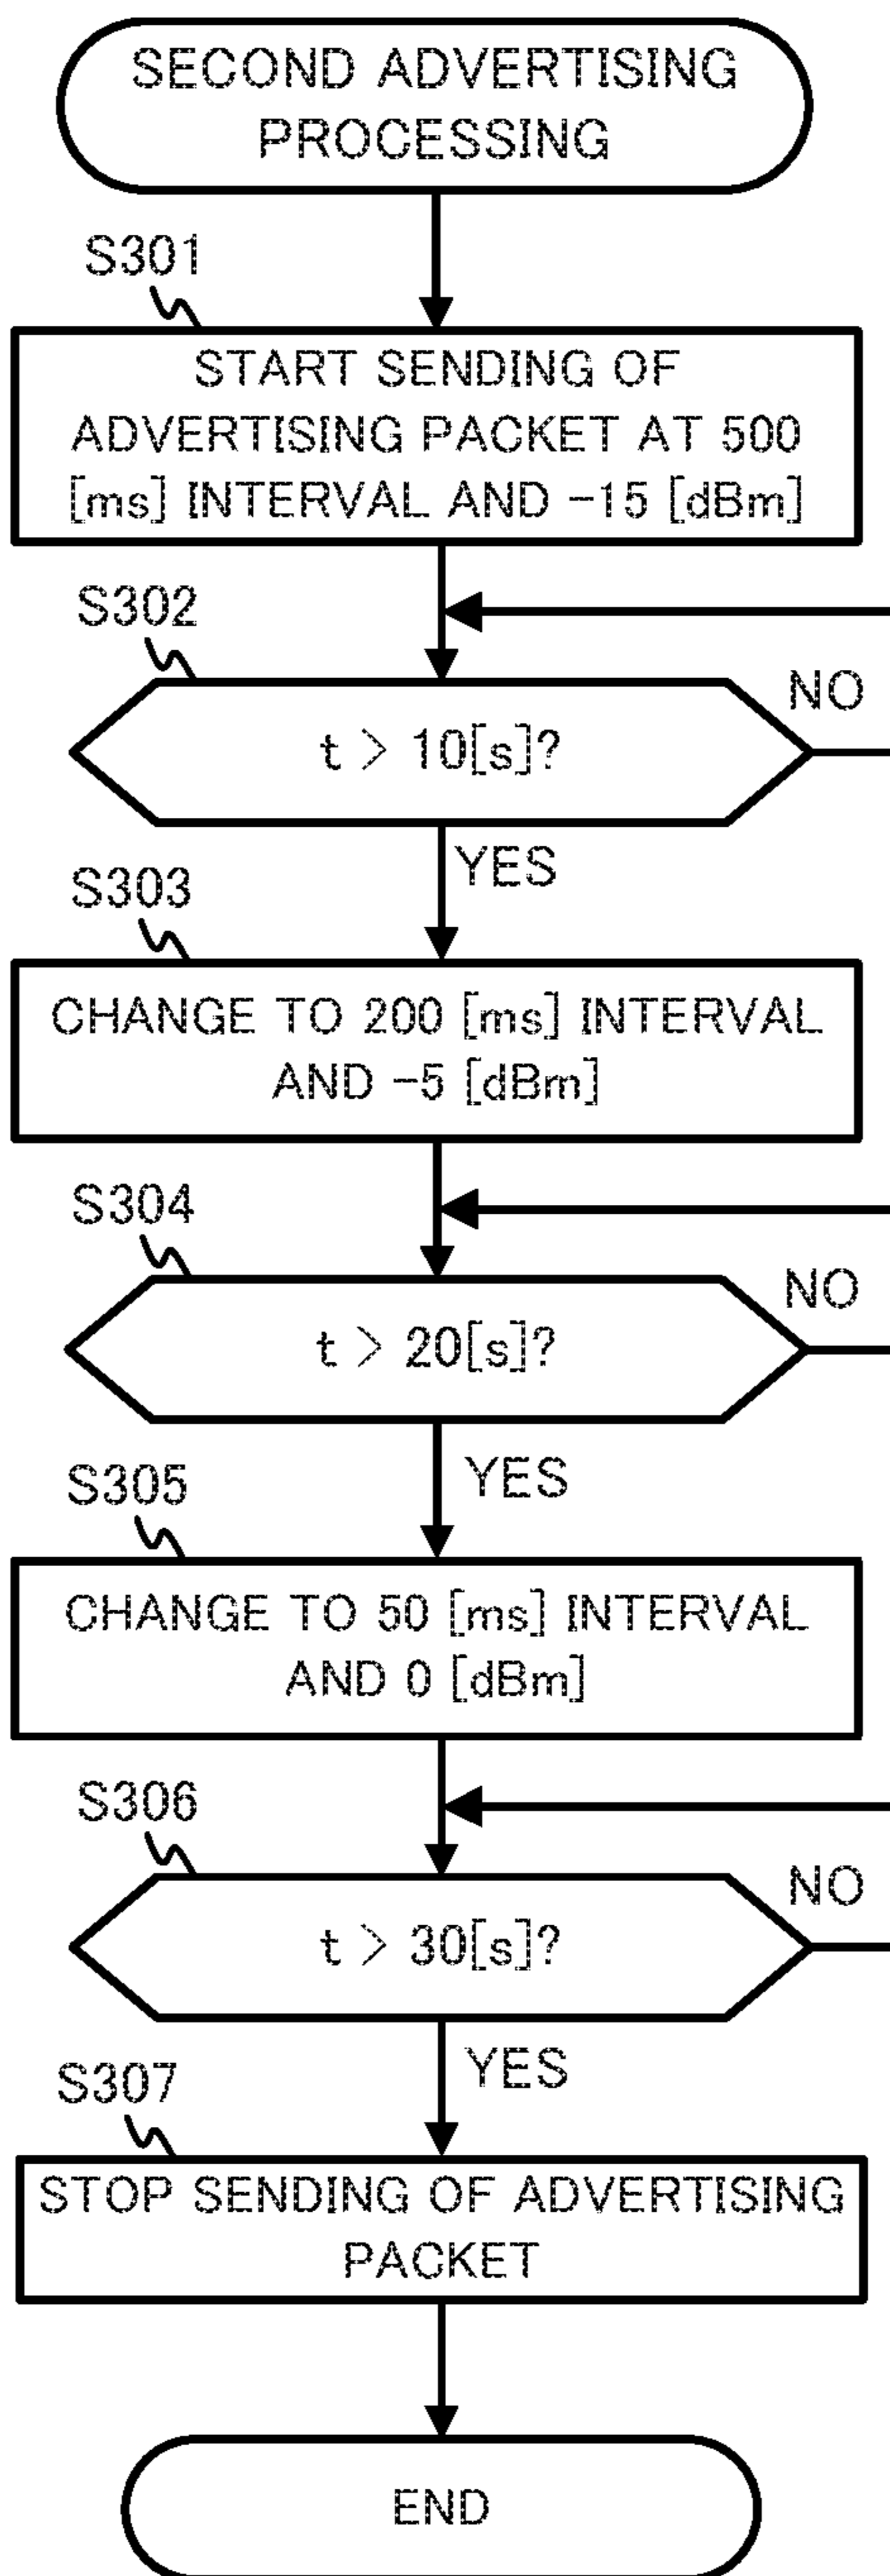 SECOND ADVERTISING
PROCESSING
S301
START SENDING OF
ADVERTISING PACKET AT 500
[ms] INTERVAL AND -15 [dBm]
S302
t > 10[s]?
NO
YES
S303
CHANGE TO 200 [ms] INTERVAL
AND -5 [dBm]
S304
t > 20[s]?
NO
YES
S305
CHANGE TO 50 [ms] INTERVAL
AND 0 [dBm]
S306
t > 30[s]?
NO
YES
S307
STOP SENDING OF ADVERTISING
PACKET
END